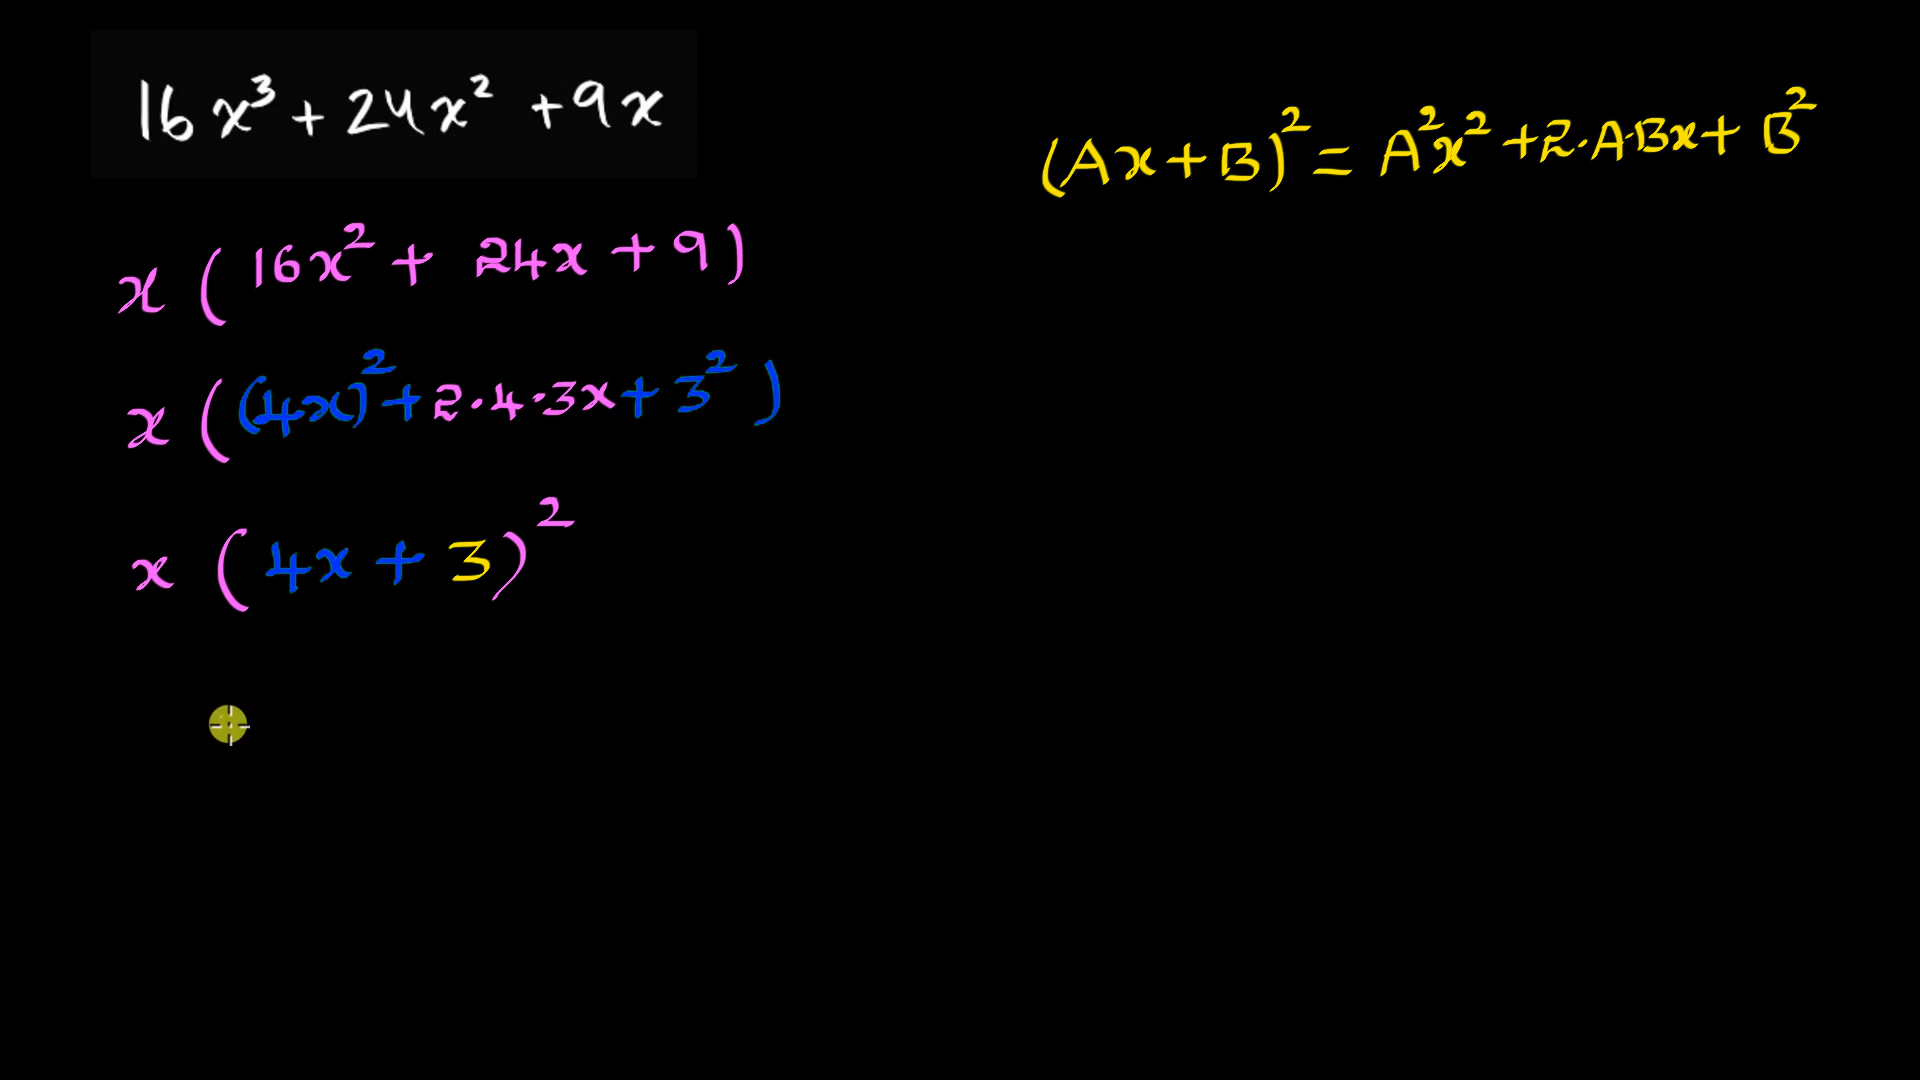 16x³+24x² +9x
(Ax+B)²=A²x²+2·A·Bx+B²
x(16x²+ 24x+9)
x((4x)²+2·4·3x+3²)
x(4x+3)²